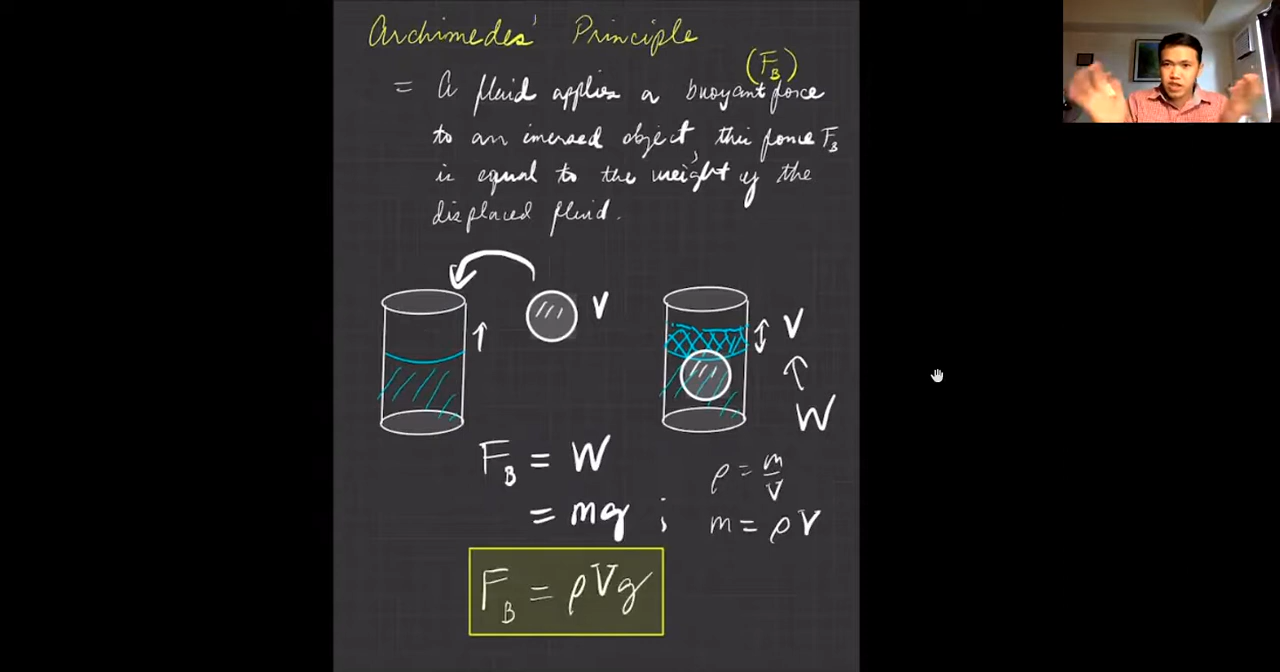 Archimedes' Principle
(F_B)
= A fluid applies a buoyant force
to an imersed object, this force F_B
is equal to the weight of the
displaced fluid.
V
V
W
F_B = W
ρ = m/V
= mg ; m = ρV
F_B = ρVg